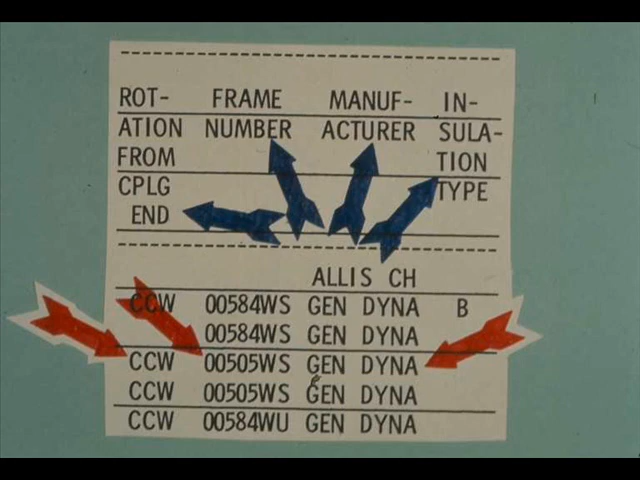 ROT- FRAME MANUF- IN-
ATION NUMBER ACTURER SULA-
FROM TION
CPLG TYPE
END
ALLIS CH
CCW 00584WS GEN DYNA B
00584WS GEN DYNA
CCW 00505WS GEN DYNA
CCW 00505WS GEN DYNA
CCW 00584WU GEN DYNA